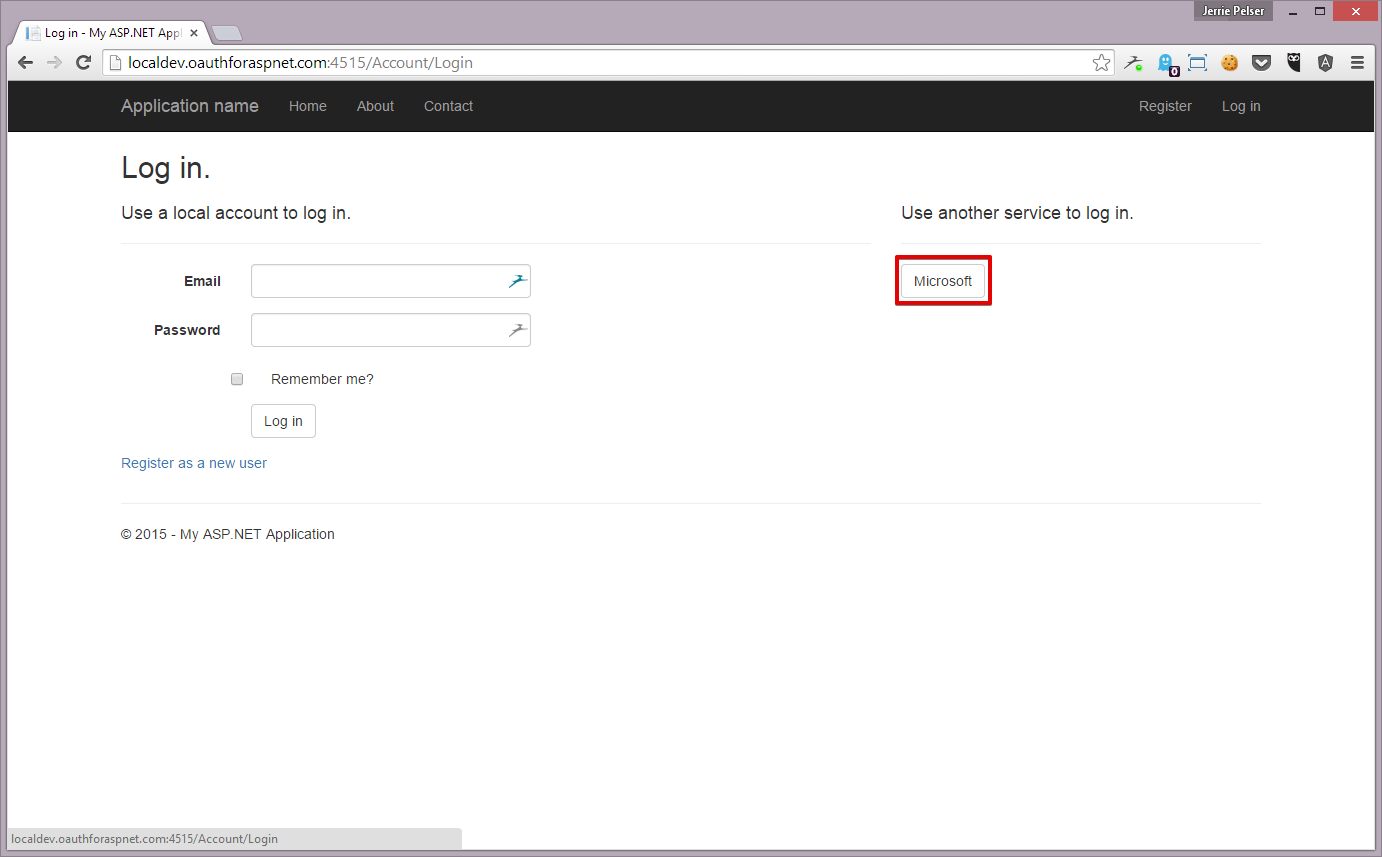 Jerrie Pelser
Log in - My ASP.NET Appl
localdev.oauthforaspnet.com:4515/Account/Login
0
Application name Home About Contact Register Log in
Log in.
Use a local account to log in.
Use another service to log in.
Email
Microsoft
Password
Remember me?
Log in
Register as a new user
© 2015 - My ASP.NET Application
localdev.oauthforaspnet.com:4515/Account/Login